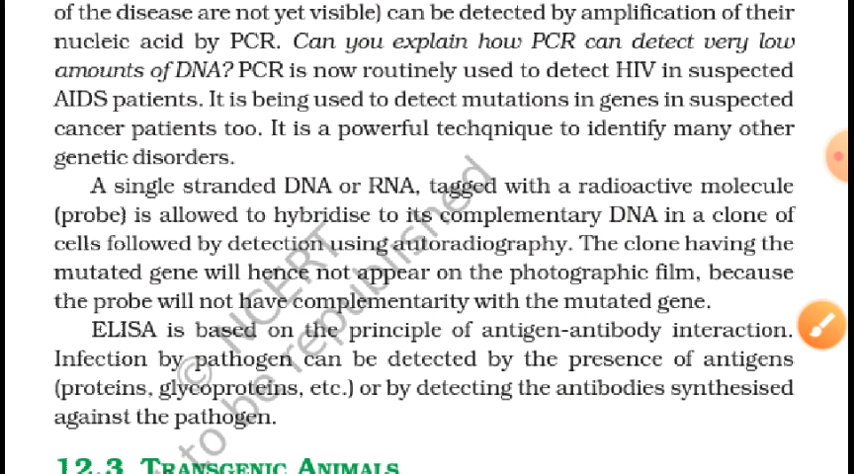 of the disease are not yet visible) can be detected by amplification of their
nucleic acid by PCR. Can you explain how PCR can detect very low
amounts of DNA? PCR is now routinely used to detect HIV in suspected
AIDS patients. It is being used to detect mutations in genes in suspected
cancer patients too. It is a powerful techqnique to identify many other
genetic disorders.
A single stranded DNA or RNA, tagged with a radioactive molecule
(probe) is allowed to hybridise to its complementary DNA in a clone of
cells followed by detection using autoradiography. The clone having the
mutated gene will hence not appear on the photographic film, because
the probe will not have complementarity with the mutated gene.
ELISA is based on the principle of antigen-antibody interaction.
Infection by pathogen can be detected by the presence of antigens
(proteins, glycoproteins, etc.) or by detecting the antibodies synthesised
against the pathogen.
12.3 TRANSGENIC ANIMALS
© NCERT
to be republished